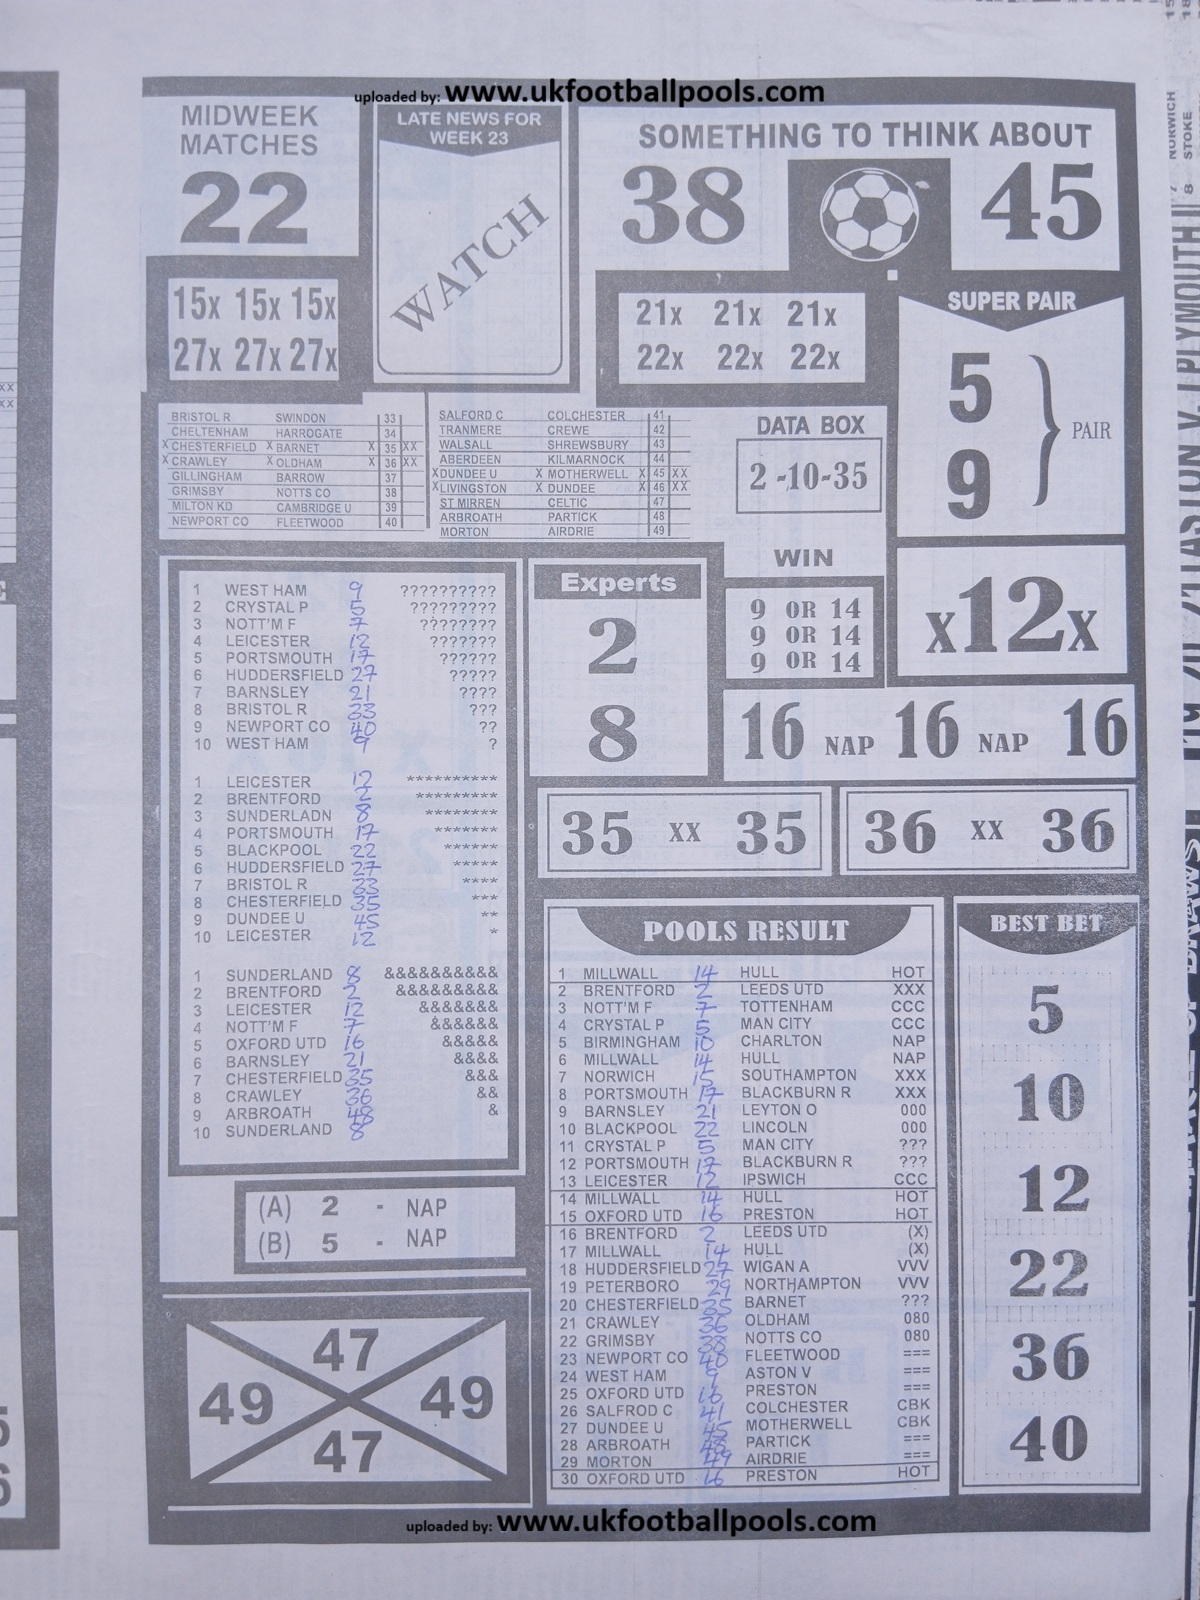 uploaded by: www.ukfootballpools.com
MIDWEEK
MATCHES
22
LATE NEWS FOR
WEEK 23
WATCH
SOMETHING TO THINK ABOUT
38 45
15x 15x 15x
27x 27x 27x
21x 21x 21x
22x 22x 22x
SUPER PAIR
5
9
PAIR
BRISTOL R SWINDON 33
CHELTENHAM HARROGATE 34
X CHESTERFIELD X BARNET X 35 XX
X CRAWLEY X OLDHAM X 36 XX
GILLINGHAM BARROW 37
GRIMSBY NOTTS CO 38
MILTON KD CAMBRIDGE U 39
NEWPORT CO FLEETWOOD 40
SALFORD C COLCHESTER 41
TRANMERE CREWE 42
WALSALL SHREWSBURY 43
ABERDEEN KILMARNOCK 44
X DUNDEE U X MOTHERWELL X 45 XX
X LIVINGSTON X DUNDEE X 46 XX
ST MIRREN CELTIC 47
ARBROATH PARTICK 48
MORTON AIRDRIE 49
DATA BOX
2 -10-35
WIN
9 OR 14
9 OR 14
9 OR 14
X12X
1 WEST HAM 9 ??????????
2 CRYSTAL P 5 ?????????
3 NOTT'M F 7 ????????
4 LEICESTER 12 ???????
5 PORTSMOUTH 17 ??????
6 HUDDERSFIELD 27 ?????
7 BARNSLEY 21 ????
8 BRISTOL R 33 ???
9 NEWPORT CO 40 ??
10 WEST HAM 9 ?
1 LEICESTER 12 **********
2 BRENTFORD 2 *********
3 SUNDERLADN 8 ********
4 PORTSMOUTH 17 *******
5 BLACKPOOL 22 ******
6 HUDDERSFIELD 27 *****
7 BRISTOL R 33 ****
8 CHESTERFIELD 35 ***
9 DUNDEE U 45 **
10 LEICESTER 12 *
1 SUNDERLAND 8 &&&&&&&&&&
2 BRENTFORD 2 &&&&&&&&&
3 LEICESTER 12 &&&&&&&
4 NOTT'M F 7 &&&&&&
5 OXFORD UTD 16 &&&&&
6 BARNSLEY 21 &&&&
7 CHESTERFIELD 35 &&&
8 CRAWLEY 36 &&
9 ARBROATH 48 &
10 SUNDERLAND 8
Experts
2
8
16 NAP 16 NAP 16
35 XX 35
36 XX 36
(A) 2 - NAP
(B) 5 - NAP
47
49 49
47
POOLS RESULT
1 MILLWALL 14 HULL HOT
2 BRENTFORD 2 LEEDS UTD XXX
3 NOTT'M F 7 TOTTENHAM CCC
4 CRYSTAL P 5 MAN CITY CCC
5 BIRMINGHAM 10 CHARLTON NAP
6 MILLWALL 14 HULL NAP
7 NORWICH 15 SOUTHAMPTON XXX
8 PORTSMOUTH 17 BLACKBURN R XXX
9 BARNSLEY 21 LEYTON O 000
10 BLACKPOOL 22 LINCOLN 000
11 CRYSTAL P 5 MAN CITY ???
12 PORTSMOUTH 17 BLACKBURN R ???
13 LEICESTER 12 IPSWICH CCC
14 MILLWALL 14 HULL HOT
15 OXFORD UTD 16 PRESTON HOT
16 BRENTFORD 2 LEEDS UTD (X)
17 MILLWALL 14 HULL (X)
18 HUDDERSFIELD 27 WIGAN A VVV
19 PETERBORO 29 NORTHAMPTON VVV
20 CHESTERFIELD 35 BARNET ???
21 CRAWLEY 36 OLDHAM 080
22 GRIMSBY 38 NOTTS CO 080
23 NEWPORT CO 40 FLEETWOOD ===
24 WEST HAM 9 ASTON V ===
25 OXFORD UTD 16 PRESTON ===
26 SALFROD C 41 COLCHESTER CBK
27 DUNDEE U 45 MOTHERWELL CBK
28 ARBROATH 48 PARTICK ===
29 MORTON 49 AIRDRIE ===
30 OXFORD UTD 16 PRESTON HOT
BEST BET
5
10
12
22
36
40
uploaded by: www.ukfootballpools.com
NORWICH
8 STOKE
PLYMOUTH